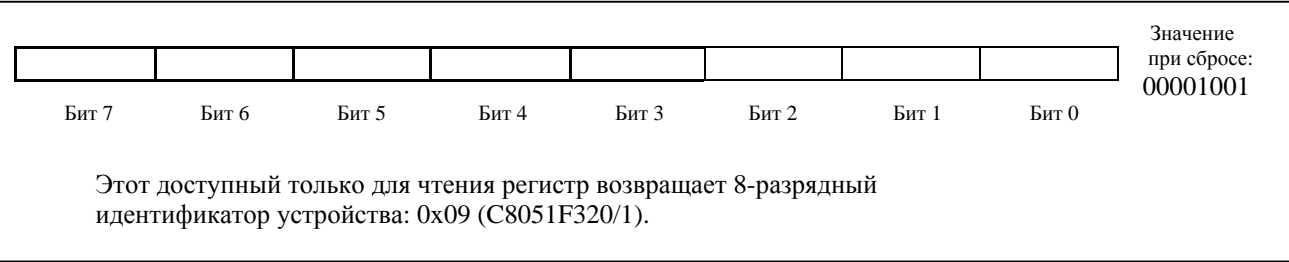 Значение
при сбросе:
00001001
Бит 7 Бит 6 Бит 5 Бит 4 Бит 3 Бит 2 Бит 1 Бит 0
Этот доступный только для чтения регистр возвращает 8-разрядный
идентификатор устройства: 0x09 (C8051F320/1).